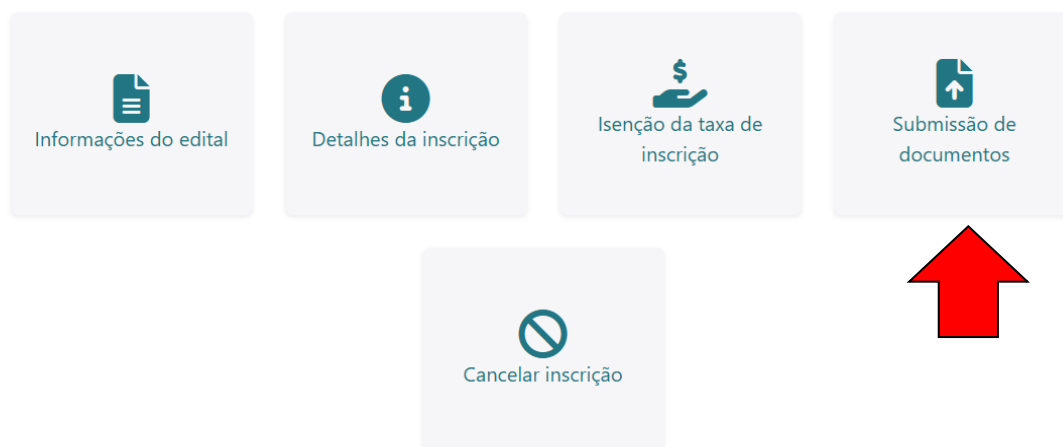 Informações do edital
Detalhes da inscrição
$
Isenção da taxa de
inscrição
Submissão de
documentos
Cancelar inscrição